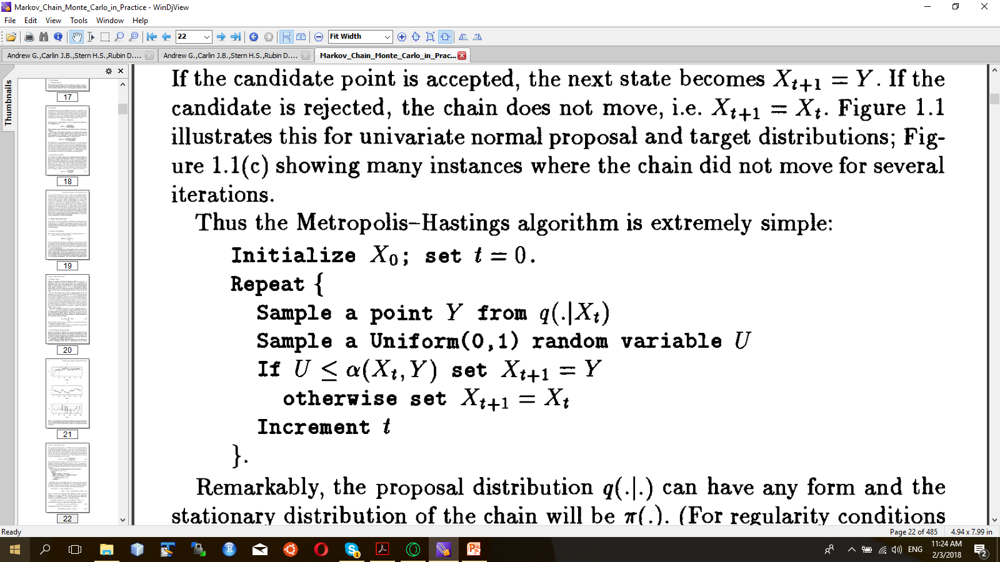 Markov_Chain_Monte_Carlo_in_Practice - WinDjView
File Edit View Tools Window Help
22 Fit Width
Andrew G.,Carlin J.B.,Stern H.S.,Rubin D.... Andrew G.,Carlin J.B.,Stern H.S.,Rubin D.... Markov_Chain_Monte_Carlo_in_Prac...
Thumbnails
17
18
19
20
21
22
If the candidate point is accepted, the next state becomes X_{t+1} = Y. If the
candidate is rejected, the chain does not move, i.e. X_{t+1} = X_t. Figure 1.1
illustrates this for univariate normal proposal and target distributions; Fig-
ure 1.1(c) showing many instances where the chain did not move for several
iterations.
Thus the Metropolis–Hastings algorithm is extremely simple:
Initialize X_0; set t = 0.
Repeat {
Sample a point Y from q(.|X_t)
Sample a Uniform(0,1) random variable U
If U ≤ α(X_t, Y) set X_{t+1} = Y
otherwise set X_{t+1} = X_t
Increment t
}.
Remarkably, the proposal distribution q(.|.) can have any form and the
stationary distribution of the chain will be π(.). (For regularity conditions
Ready Page 22 of 485 4.94 x 7.99 in
ENG 11:24 AM
2/3/2018
2